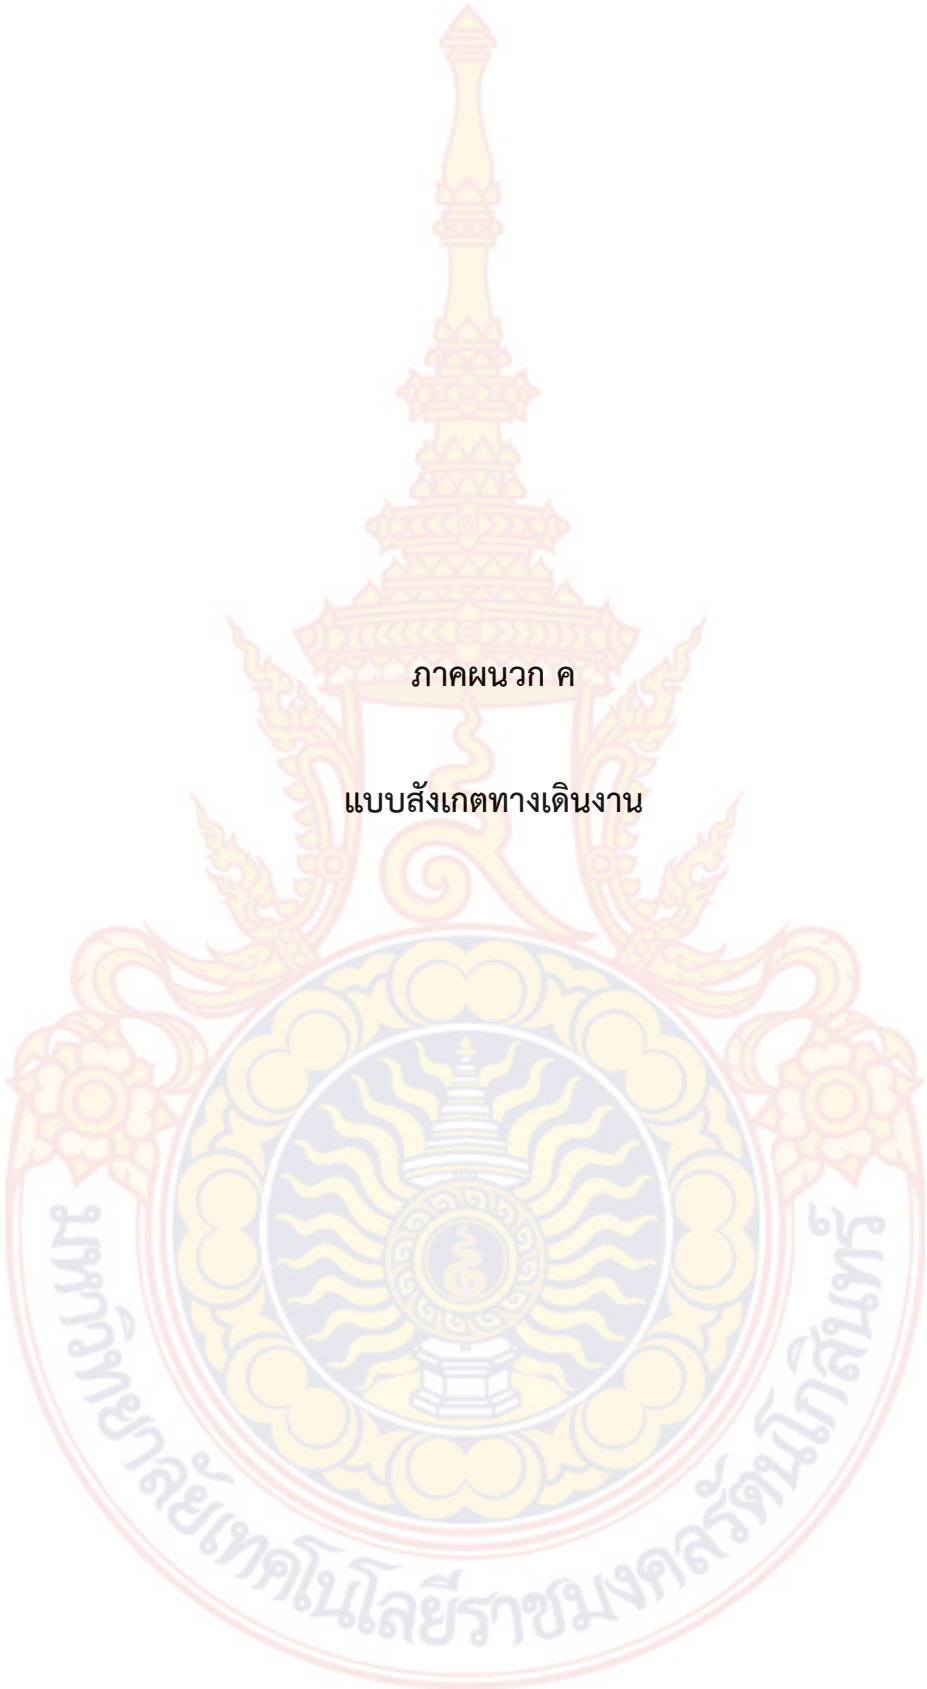 ภาคผนวก ค
แบบสังเกตทางเดินงาน
มหาวิทยาลัยเทคโนโลยีราชมงคลรัตนโกสินทร์